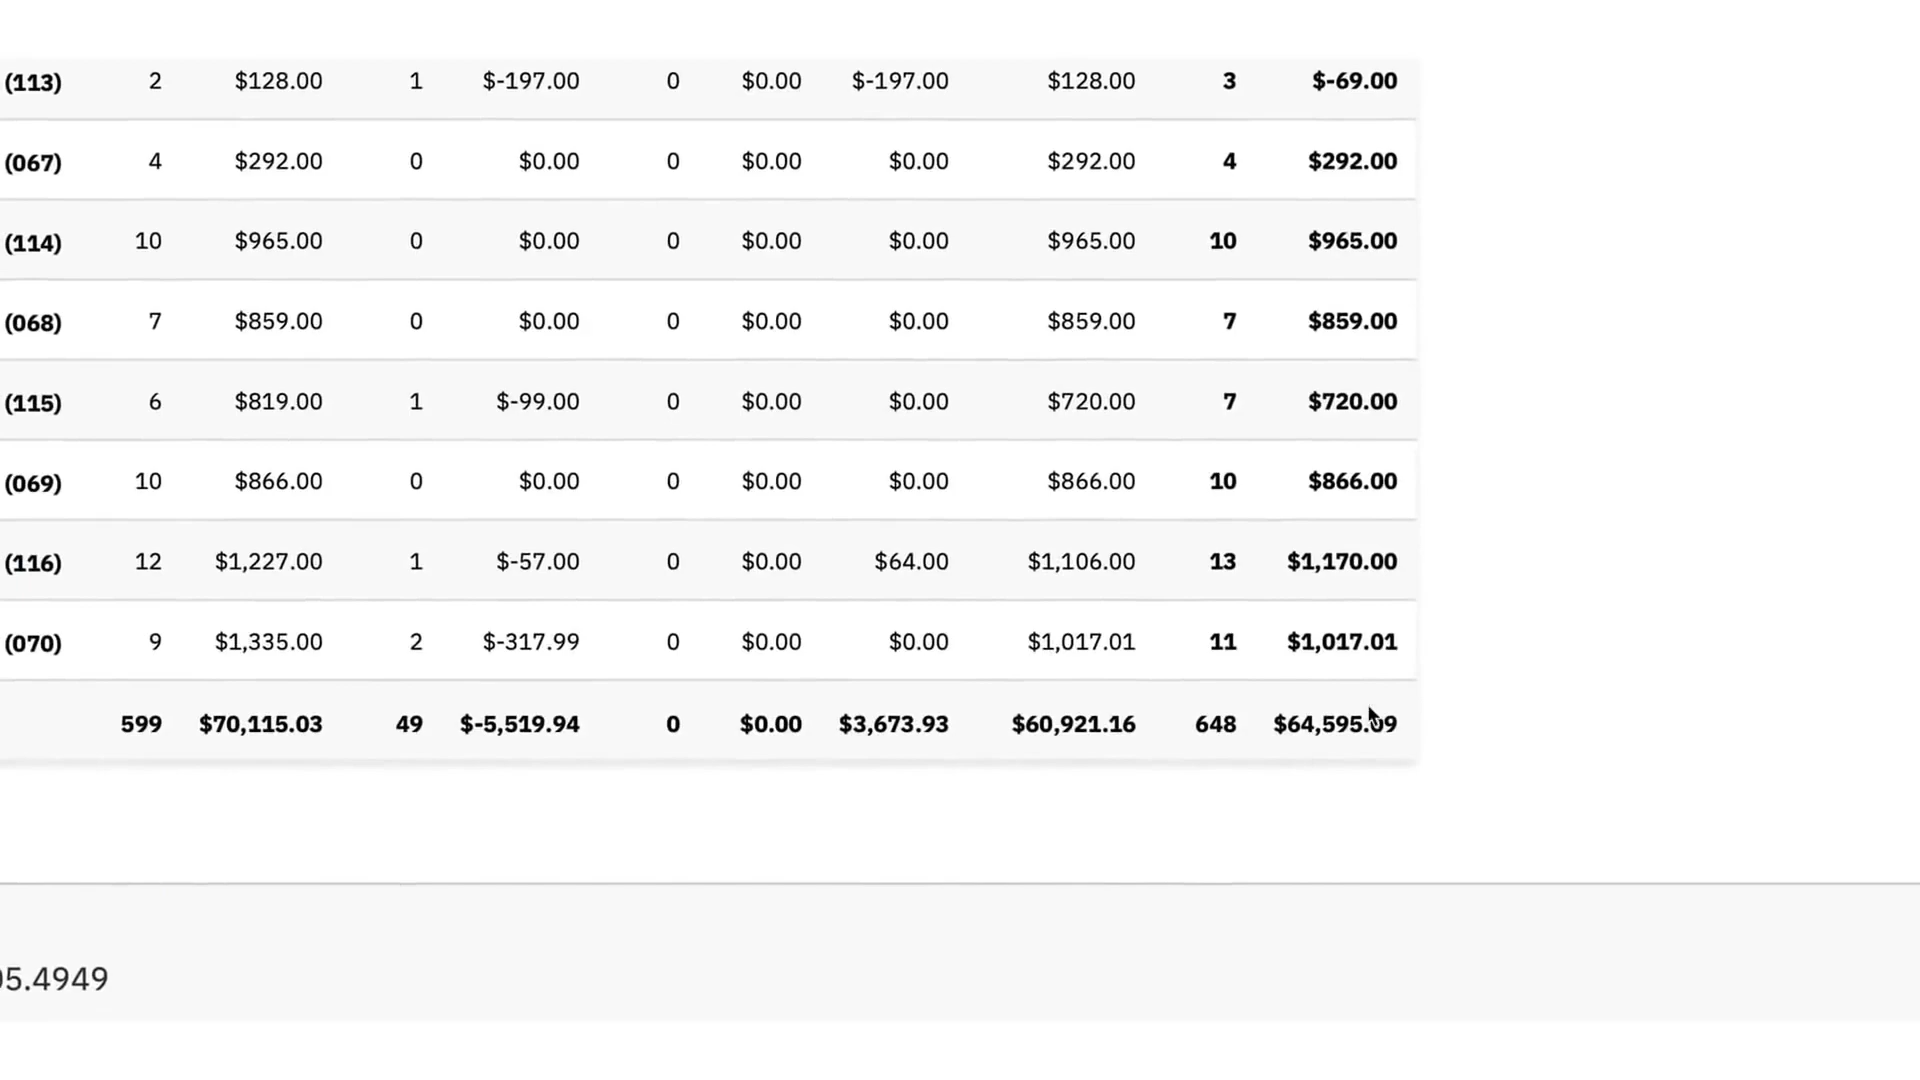 (113) 2 $128.00 1 $-197.00 0 $0.00 $-197.00 $128.00 3 $-69.00
(067) 4 $292.00 0 $0.00 0 $0.00 $0.00 $292.00 4 $292.00
(114) 10 $965.00 0 $0.00 0 $0.00 $0.00 $965.00 10 $965.00
(068) 7 $859.00 0 $0.00 0 $0.00 $0.00 $859.00 7 $859.00
(115) 6 $819.00 1 $-99.00 0 $0.00 $0.00 $720.00 7 $720.00
(069) 10 $866.00 0 $0.00 0 $0.00 $0.00 $866.00 10 $866.00
(116) 12 $1,227.00 1 $-57.00 0 $0.00 $64.00 $1,106.00 13 $1,170.00
(070) 9 $1,335.00 2 $-317.99 0 $0.00 $0.00 $1,017.01 11 $1,017.01
599 $70,115.03 49 $-5,519.94 0 $0.00 $3,673.93 $60,921.16 648 $64,595.09
05.4949